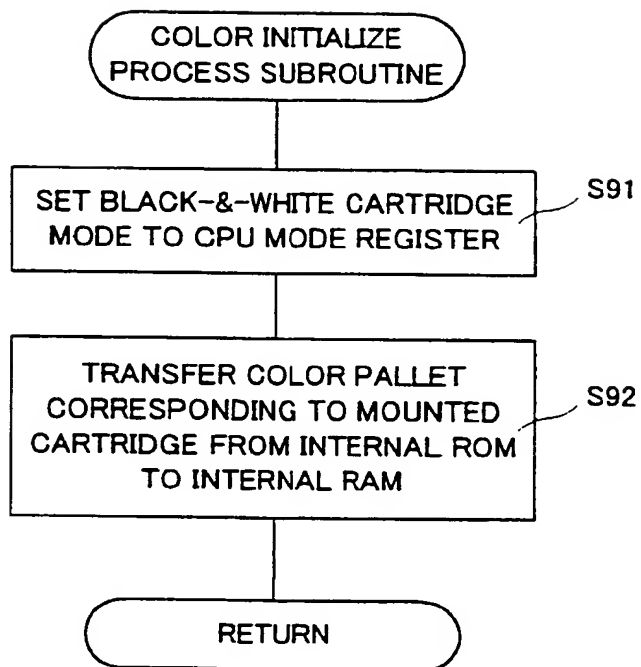 COLOR INITIALIZE
PROCESS SUBROUTINE
SET BLACK-&-WHITE CARTRIDGE
MODE TO CPU MODE REGISTER
S91
TRANSFER COLOR PALLET
CORRESPONDING TO MOUNTED
CARTRIDGE FROM INTERNAL ROM
TO INTERNAL RAM
S92
RETURN